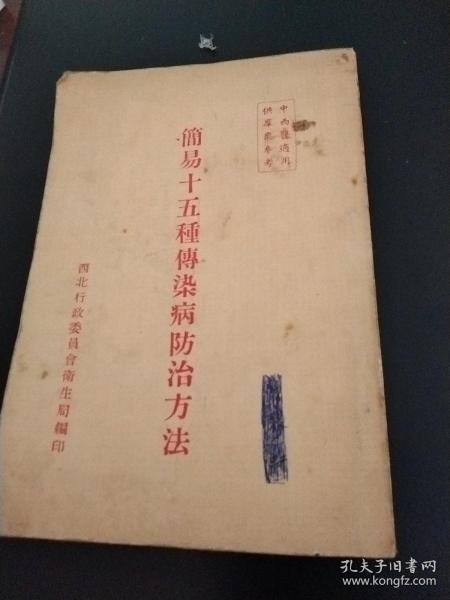 中西醫適用
供羣衆參考
簡易十五種傳染病防治方法
西北行政委員會衛生局編印
孔夫子旧书网
www.kongfz.com